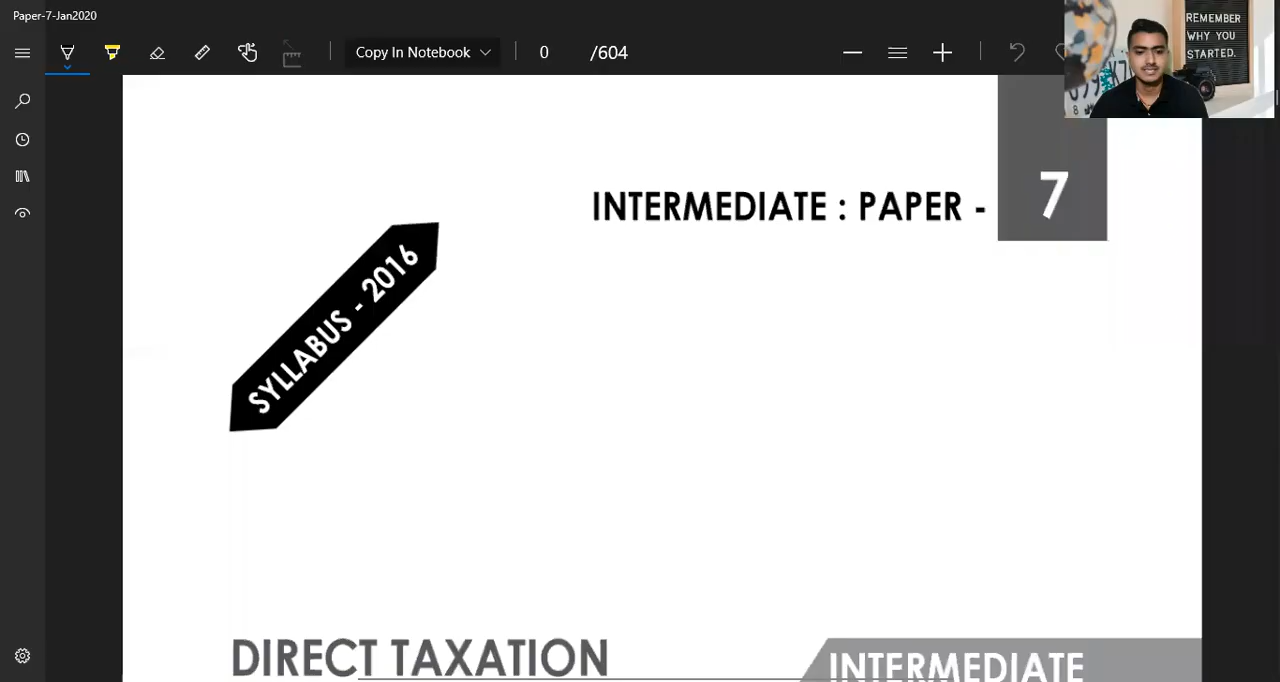 Paper-7-Jan2020
Copy In Notebook
0
/604
REMEMBER
WHY YOU
STARTED.
8
INTERMEDIATE : PAPER -
7
SYLLABUS - 2016
DIRECT TAXATION
INTERMEDIATE